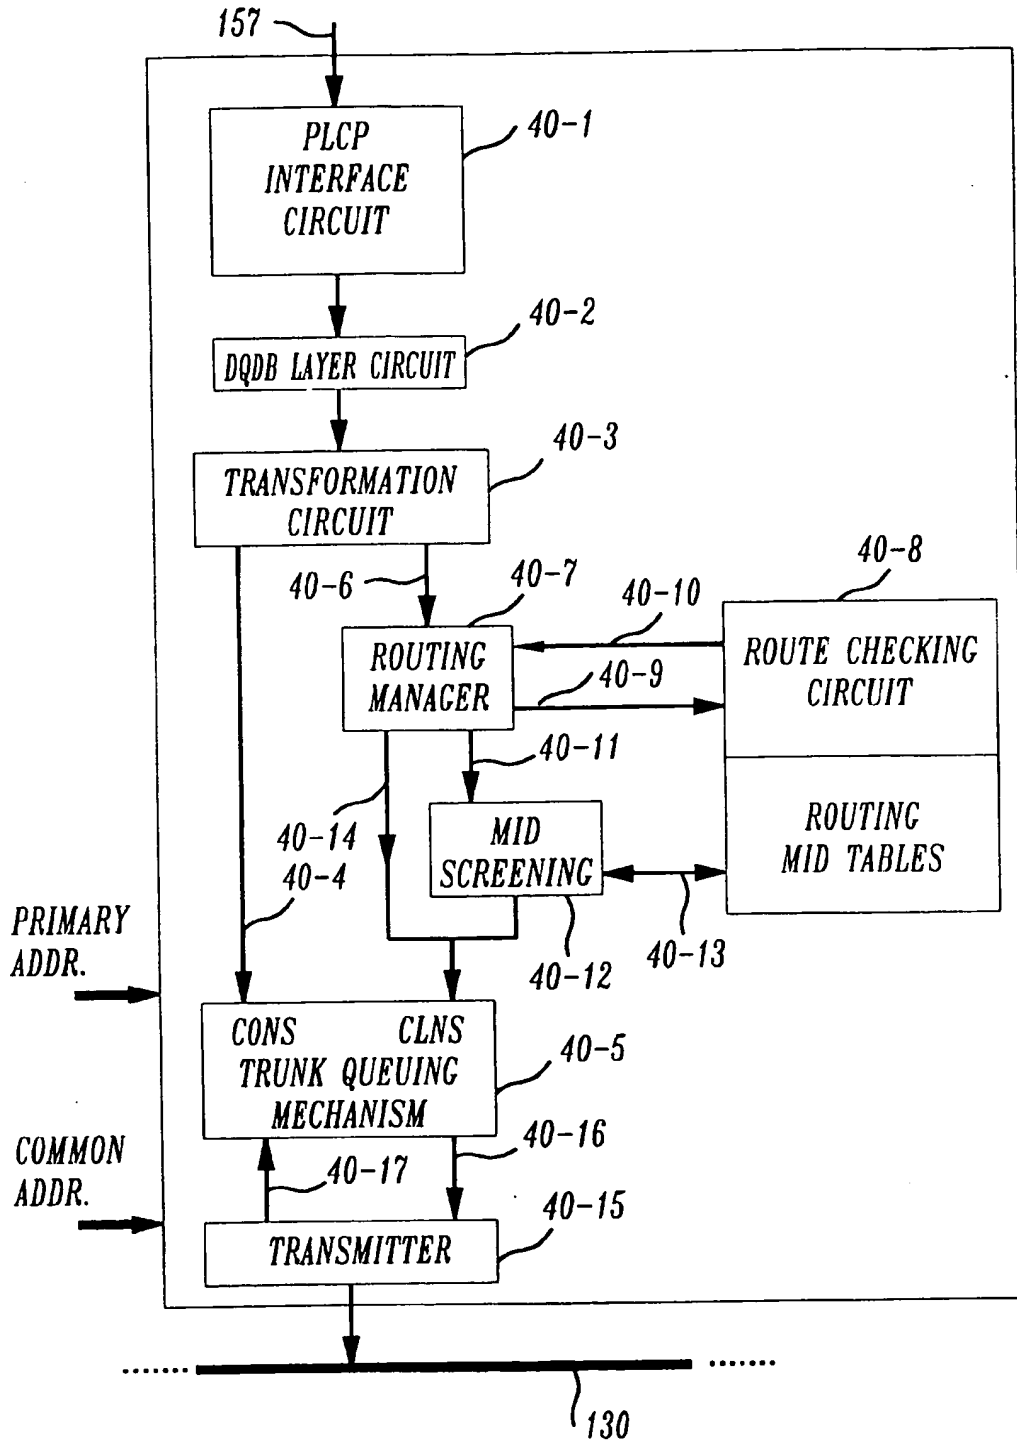 157
PLCP
INTERFACE
CIRCUIT
40-1
40-2
DQDB LAYER CIRCUIT
40-3
TRANSFORMATION
CIRCUIT
40-6
40-7
40-10
40-8
ROUTING
MANAGER
40-9
ROUTE CHECKING
CIRCUIT
40-11
40-14
40-4
MID
SCREENING
ROUTING
MID TABLES
40-13
40-12
PRIMARY
ADDR.
CONS CLNS
TRUNK QUEUING
MECHANISM
40-5
COMMON
ADDR.
40-17
40-16
40-15
TRANSMITTER
130